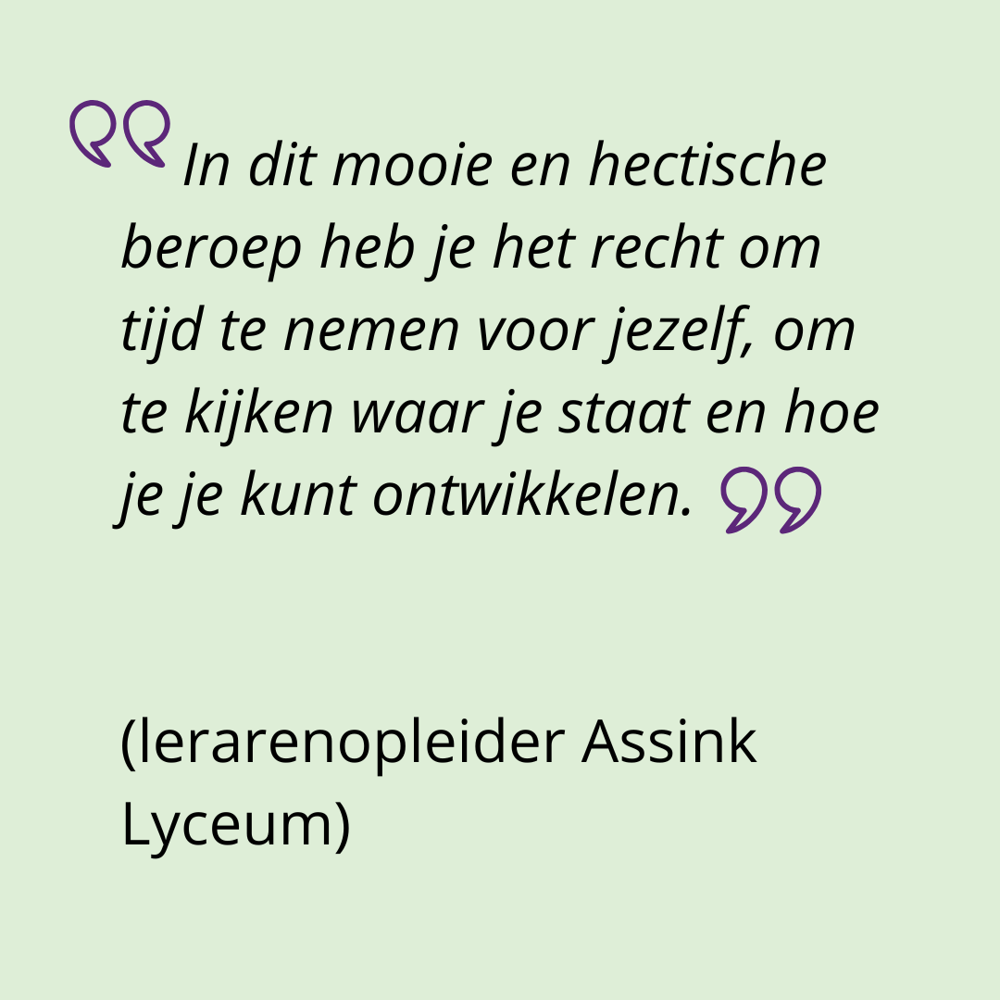 “In dit mooie en hectische
beroep heb je het recht om
tijd te nemen voor jezelf, om
te kijken waar je staat en hoe
je je kunt ontwikkelen.”
(lerarenopleider Assink
Lyceum)